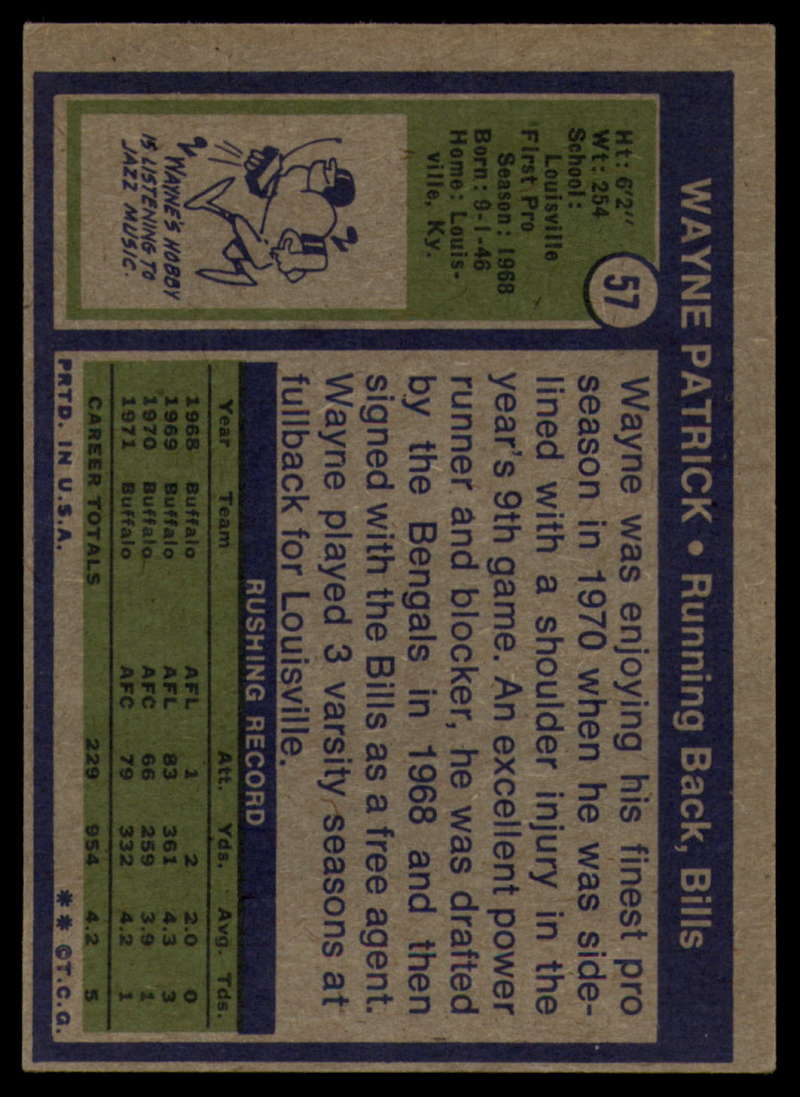 WAYNE PATRICK • Running Back, Bills
57
Ht: 6'2"
Wt: 254
School:
Louisville
First Pro
Season: 1968
Born: 9-1-46
Home: Louis-
ville, Ky.
WAYNE'S HOBBY
IS LISTENING TO
JAZZ MUSIC.
Wayne was enjoying his finest pro
season in 1970 when he was side-
lined with a shoulder injury in the
year's 9th game. An excellent power
runner and blocker, he was drafted
by the Bengals in 1968 and then
signed with the Bills as a free agent.
Wayne played 3 varsity seasons at
fullback for Louisville.
RUSHING RECORD
Year Team Att. Yds. Avg. Tds.
1968 Buffalo AFL 1 2 2.0 0
1969 Buffalo AFL 83 361 4.3 3
1970 Buffalo AFC 66 259 3.9 1
1971 Buffalo AFC 79 332 4.2 1
CAREER TOTALS 229 954 4.2 5
PRTD. IN U.S.A. ** ©T.C.G.